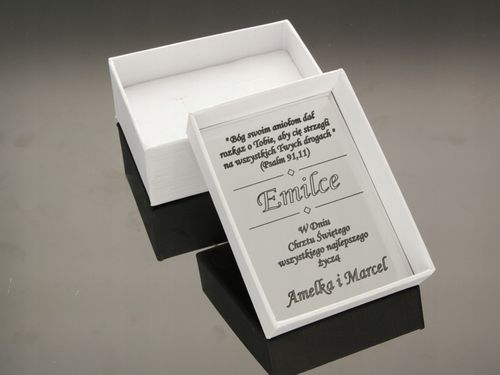 "Bóg swoim aniołom dał
rozkaz o Tobie, aby cię strzegli
na wszystkich Twych drogach"
(Psalm 91,11)
Emilce
W Dniu
Chrztu Świętego
wszystkiego najlepszego
życzą
Amelka i Marcel